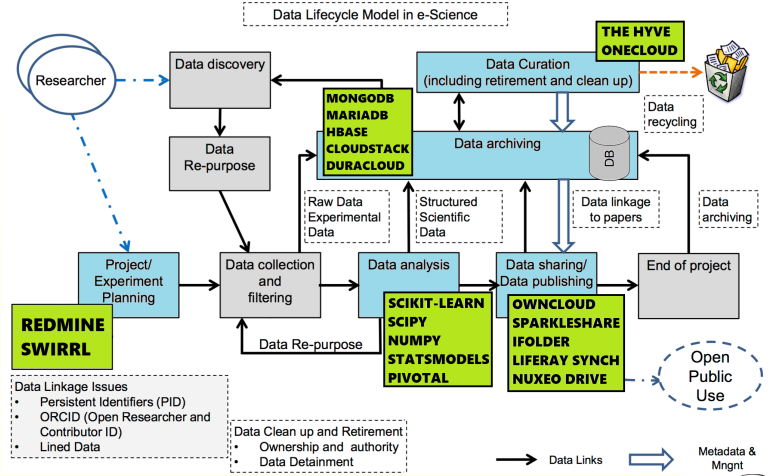 Data Lifecycle Model in e-Science
THE HYVE
ONECLOUD
Researcher
Data discovery
Data Curation
(including retirement and clean up)
MONGODB
MARIADB
HBASE
CLOUDSTACK
DURACLOUD
Data
recycling
Data
Re-purpose
Data archiving
DB
Raw Data
Experimental
Data
Structured
Scientific
Data
Data linkage
to papers
Data
archiving
Project/
Experiment
Planning
Data collection
and
filtering
Data analysis
Data sharing/
Data publishing
End of project
REDMINE
SWIRRL
SCIKIT-LEARN
SCIPY
NUMPY
STATSMODELS
PIVOTAL
OWNCLOUD
SPARKLESHARE
IFOLDER
LIFERAY SYNCH
NUXEO DRIVE
Data Re-purpose
Open
Public
Use
Data Linkage Issues
• Persistent Identifiers (PID)
• ORCID (Open Researcher and
Contributor ID)
• Lined Data
Data Clean up and Retirement
• Ownership and authority
• Data Detainment
Data Links
Metadata &
Mngnt